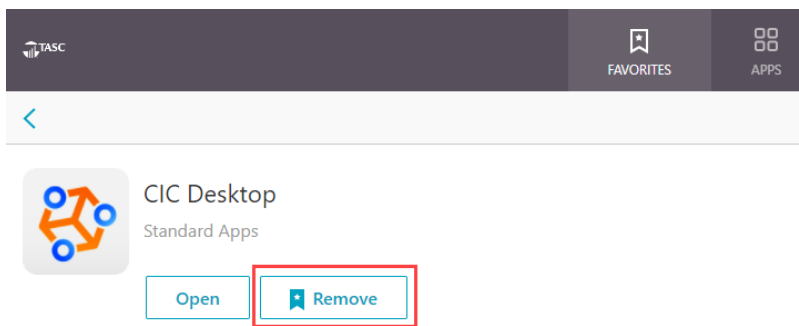 TASC
FAVORITES
APPS
CIC Desktop
Standard Apps
Open
Remove